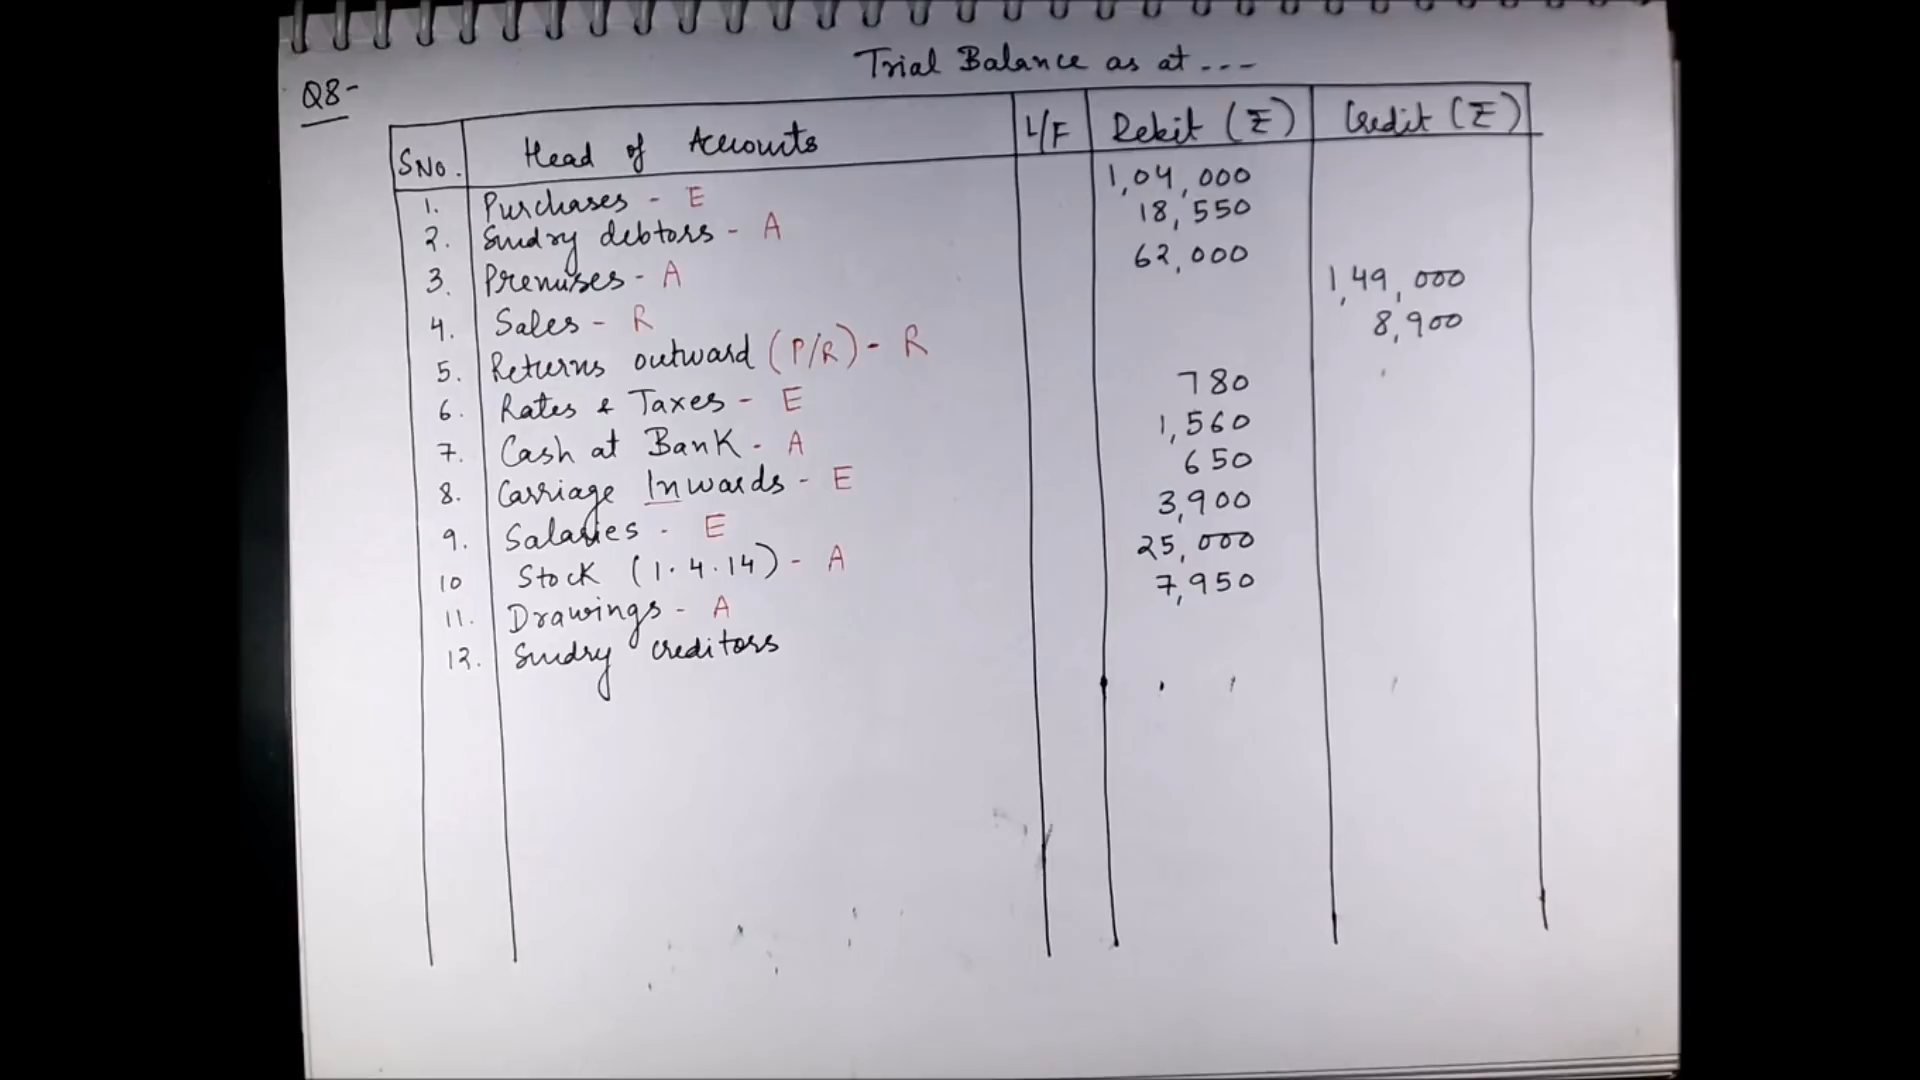 Trial Balance as at ---
Q8-
SNo. Head of Accounts L/F Debit (₹) Credit (₹)
1. Purchases - E 1,04,000
2. Sundry debtors - A 18,550
3. Premises - A 62,000
4. Sales - R 1,49,000
5. Returns outward (P/R) - R 8,900
6. Rates & Taxes - E 780
7. Cash at Bank - A 1,560
8. Carriage Inwards - E 650
9. Salaries - E 3,900
10 Stock (1.4.14) - A 25,000
11. Drawings - A 7,950
12. Sundry creditors